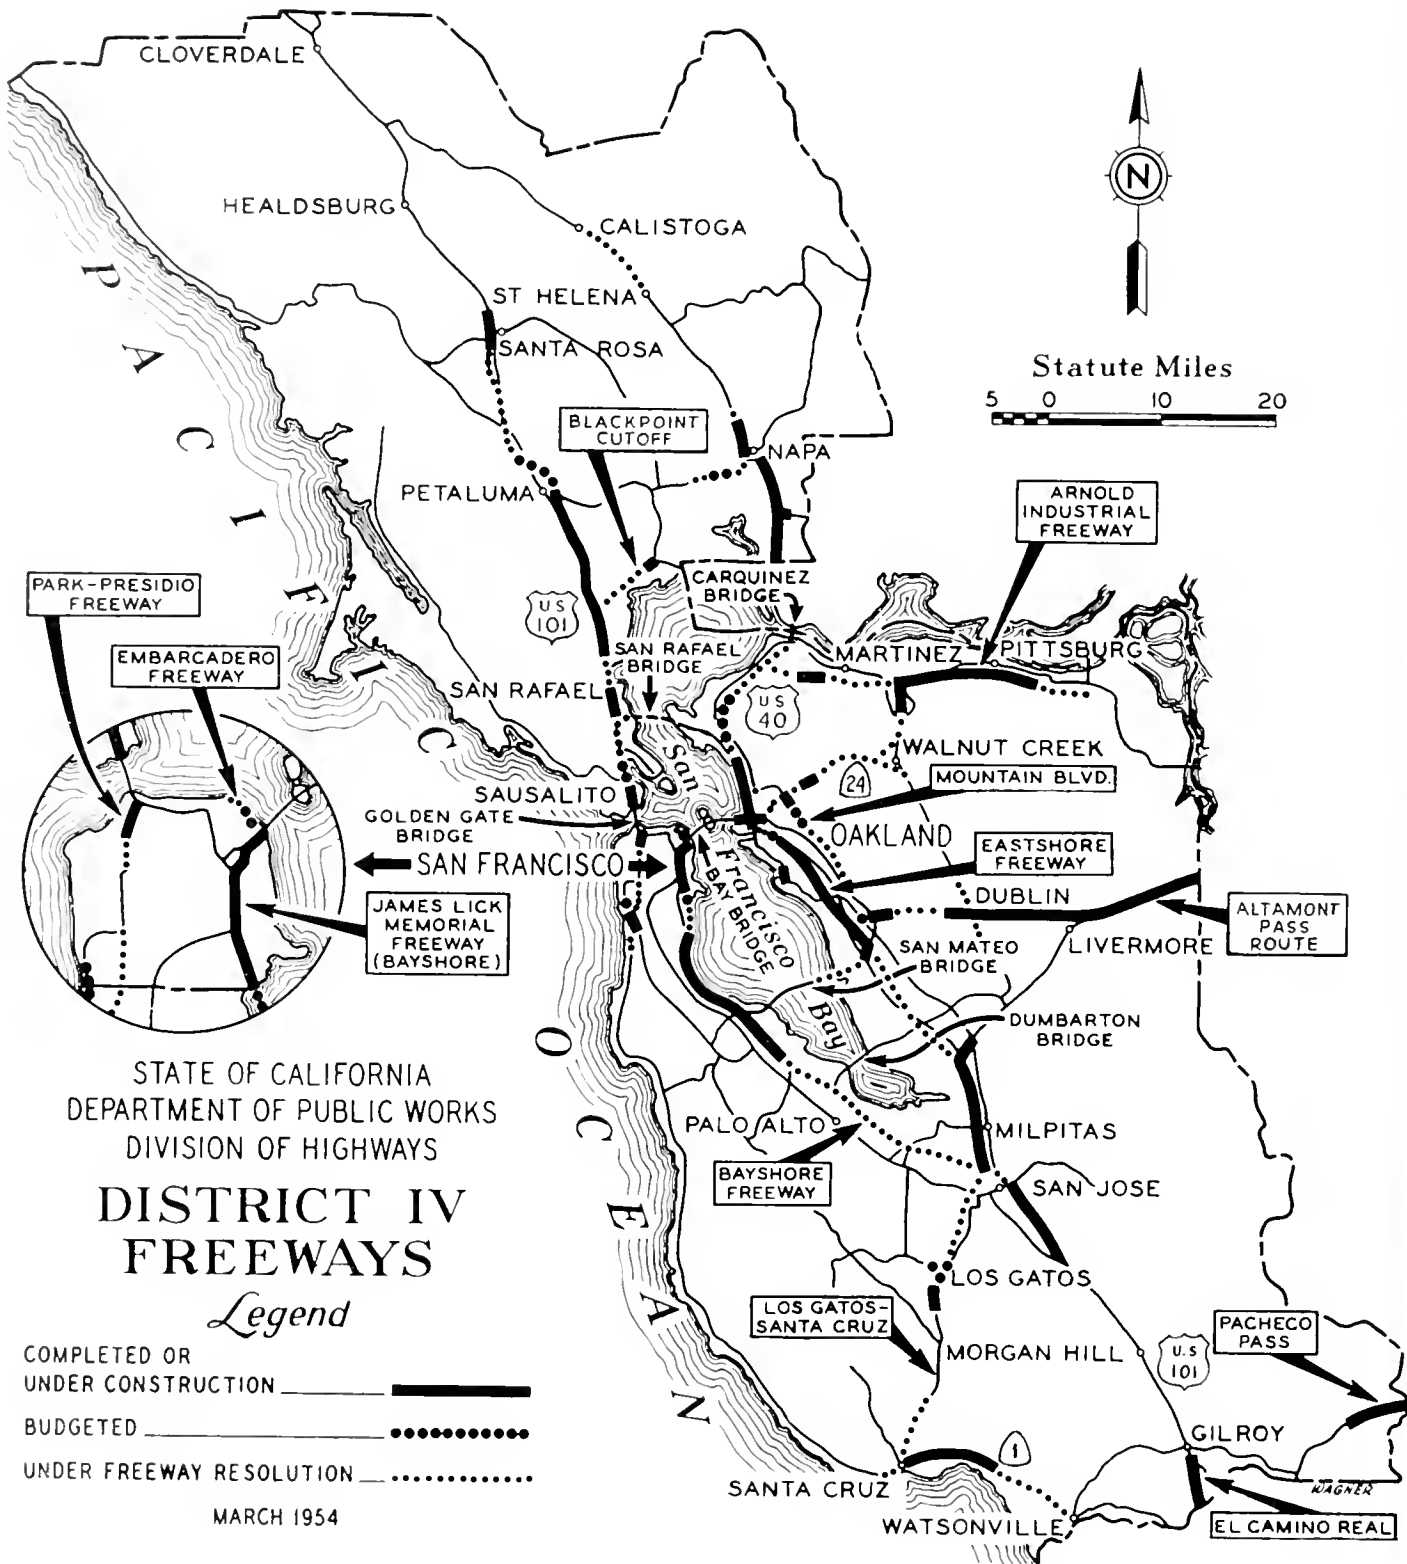 CLOVERDALE
HEALDSBURG
CALISTOGA
N
ST HELENA
SANTA ROSA
Statute Miles
5 0 10 20
BLACKPOINT
CUTOFF
NAPA
PETALUMA
ARNOLD
INDUSTRIAL
FREEWAY
PARK-PRESIDIO
FREEWAY
U S
101
CARQUINEZ
BRIDGE
EMBARCADERO
FREEWAY
SAN RAFAEL
BRIDGE
MARTINEZ
PITTSBURG
SAN RAFAEL
U S
40
WALNUT CREEK
24
MOUNTAIN BLVD.
SAUSALITO
GOLDEN GATE
BRIDGE
OAKLAND
EASTSHORE
FREEWAY
SAN FRANCISCO
BAY BRIDGE
San
Francisco
Bay
DUBLIN
JAMES LICK
MEMORIAL
FREEWAY
(BAYSHORE)
ALTAMONT
PASS
ROUTE
LIVERMORE
SAN MATEO
BRIDGE
DUMBARTON
BRIDGE
PACIFIC OCEAN
PALO ALTO
MILPITAS
BAYSHORE
FREEWAY
SAN JOSE
LOS GATOS
LOS GATOS-
SANTA CRUZ
MORGAN HILL
U.S
101
PACHECO
PASS
GILROY
1
SANTA CRUZ
WATSONVILLE
WAGNER
EL CAMINO REAL
STATE OF CALIFORNIA
DEPARTMENT OF PUBLIC WORKS
DIVISION OF HIGHWAYS
DISTRICT IV
FREEWAYS
Legend
COMPLETED OR
UNDER CONSTRUCTION
BUDGETED
UNDER FREEWAY RESOLUTION
MARCH 1954